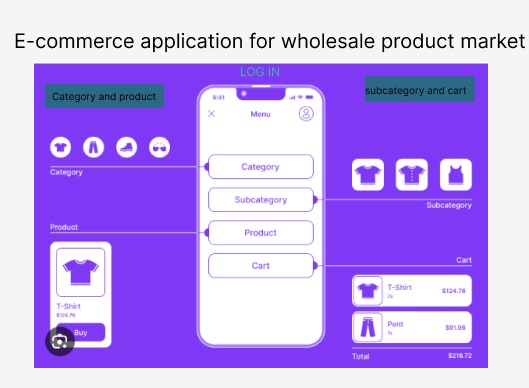 E-commerce application for wholesale product market
LOG IN
Category and product
subcategory and cart
9:41
Menu
Category
Subcategory
Product
Cart
Category
Product
T-Shirt
$124.76
Buy
Subcategory
Cart
T-Shirt
2x
$124.76
Pent
1x
$91.96
Total
$216.72